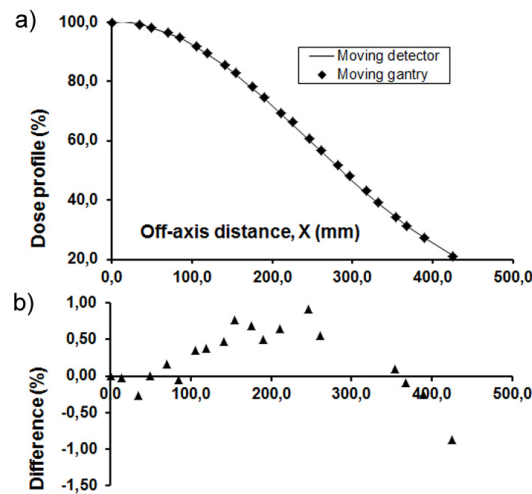 a)
100,0
80,0
60,0
40,0
20,0
Dose profile (%)
Moving detector
Moving gantry
Off-axis distance, X (mm)
0,0 100,0 200,0 300,0 400,0 500,0
b)
1,00
0,50
0,00
-0,50
-1,00
-1,50
Difference (%)
0,0 100,0 200,0 300,0 400,0 500,0